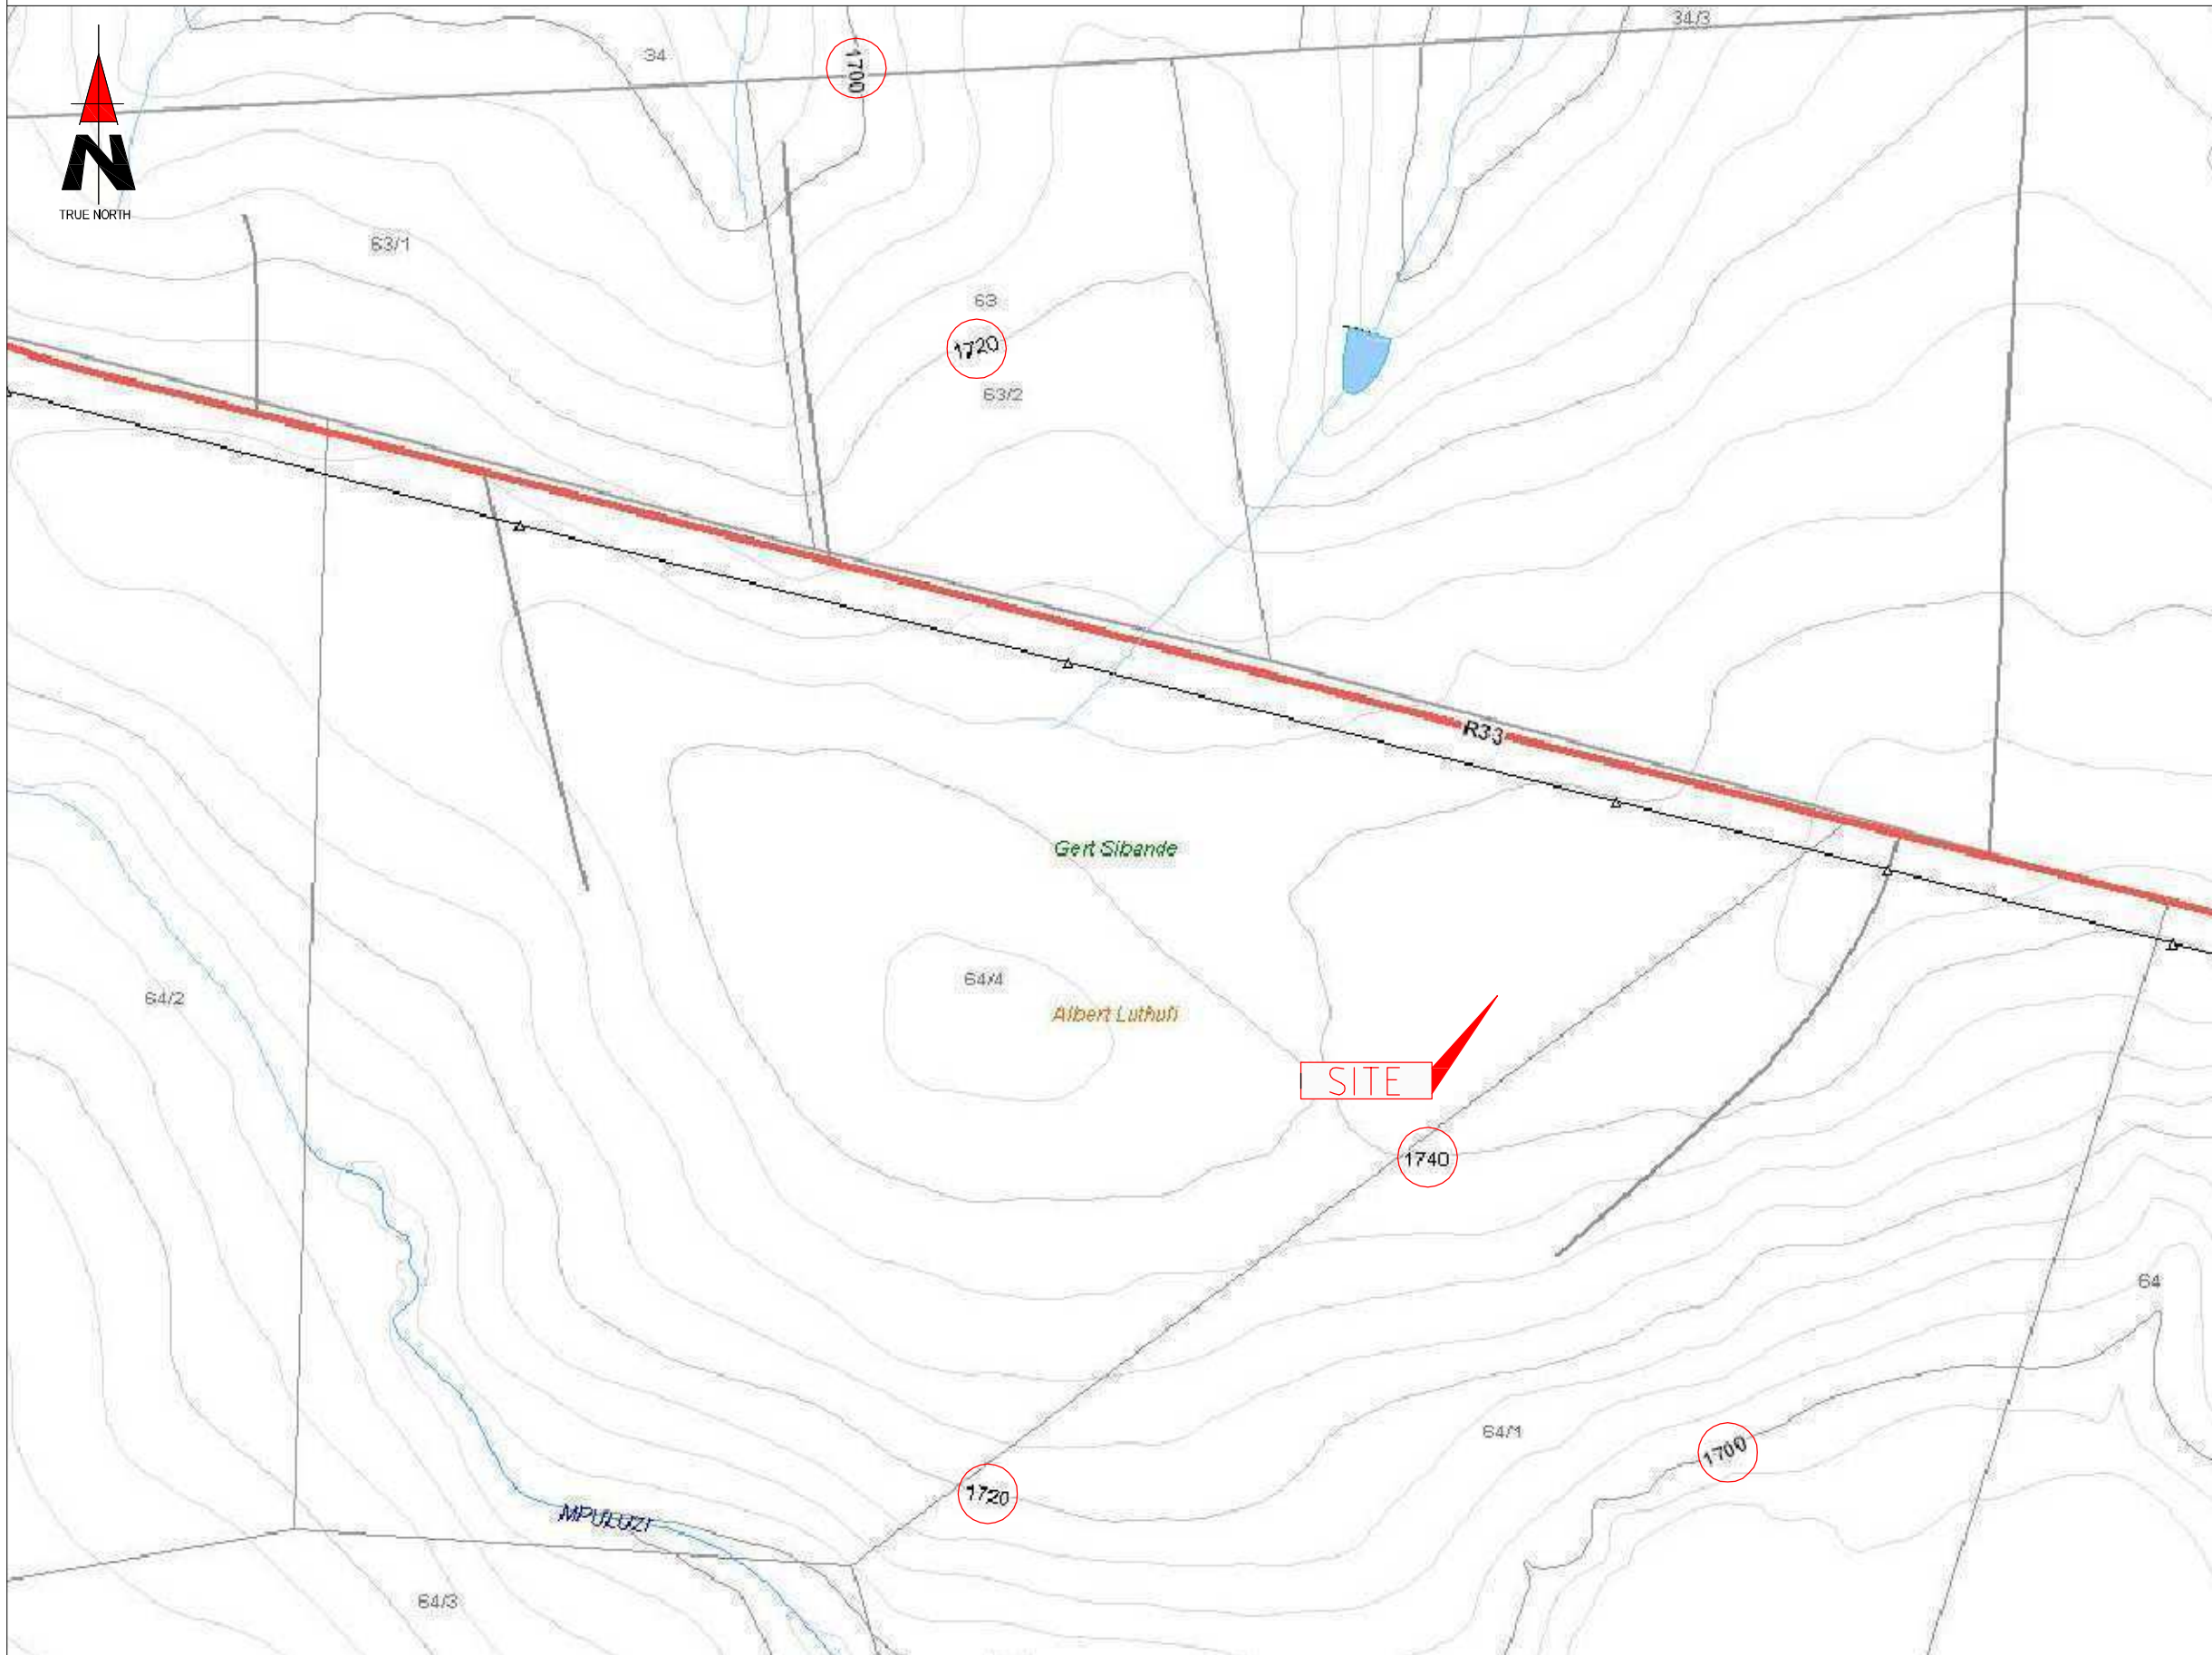 34/3
34
1700
N
TRUE NORTH
63/1
63
1720
63/2
R33
Gert Sibande
64/4
64/2
Albert Luthuli
SITE
1740
64
64/1
1700
1720
MPULUZI
64/3